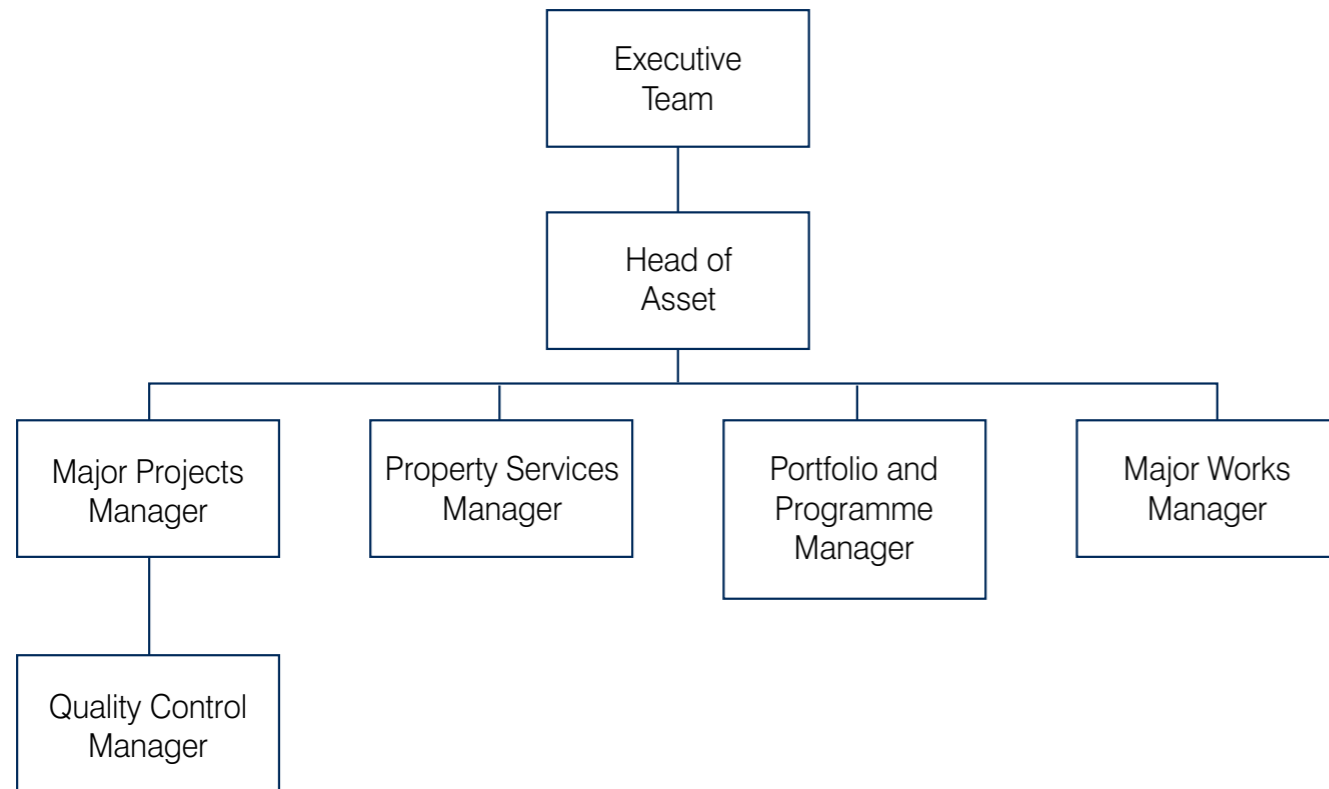 Executive
Team
Head of
Asset
Major Projects
Manager
Property Services
Manager
Portfolio and
Programme
Manager
Major Works
Manager
Quality Control
Manager